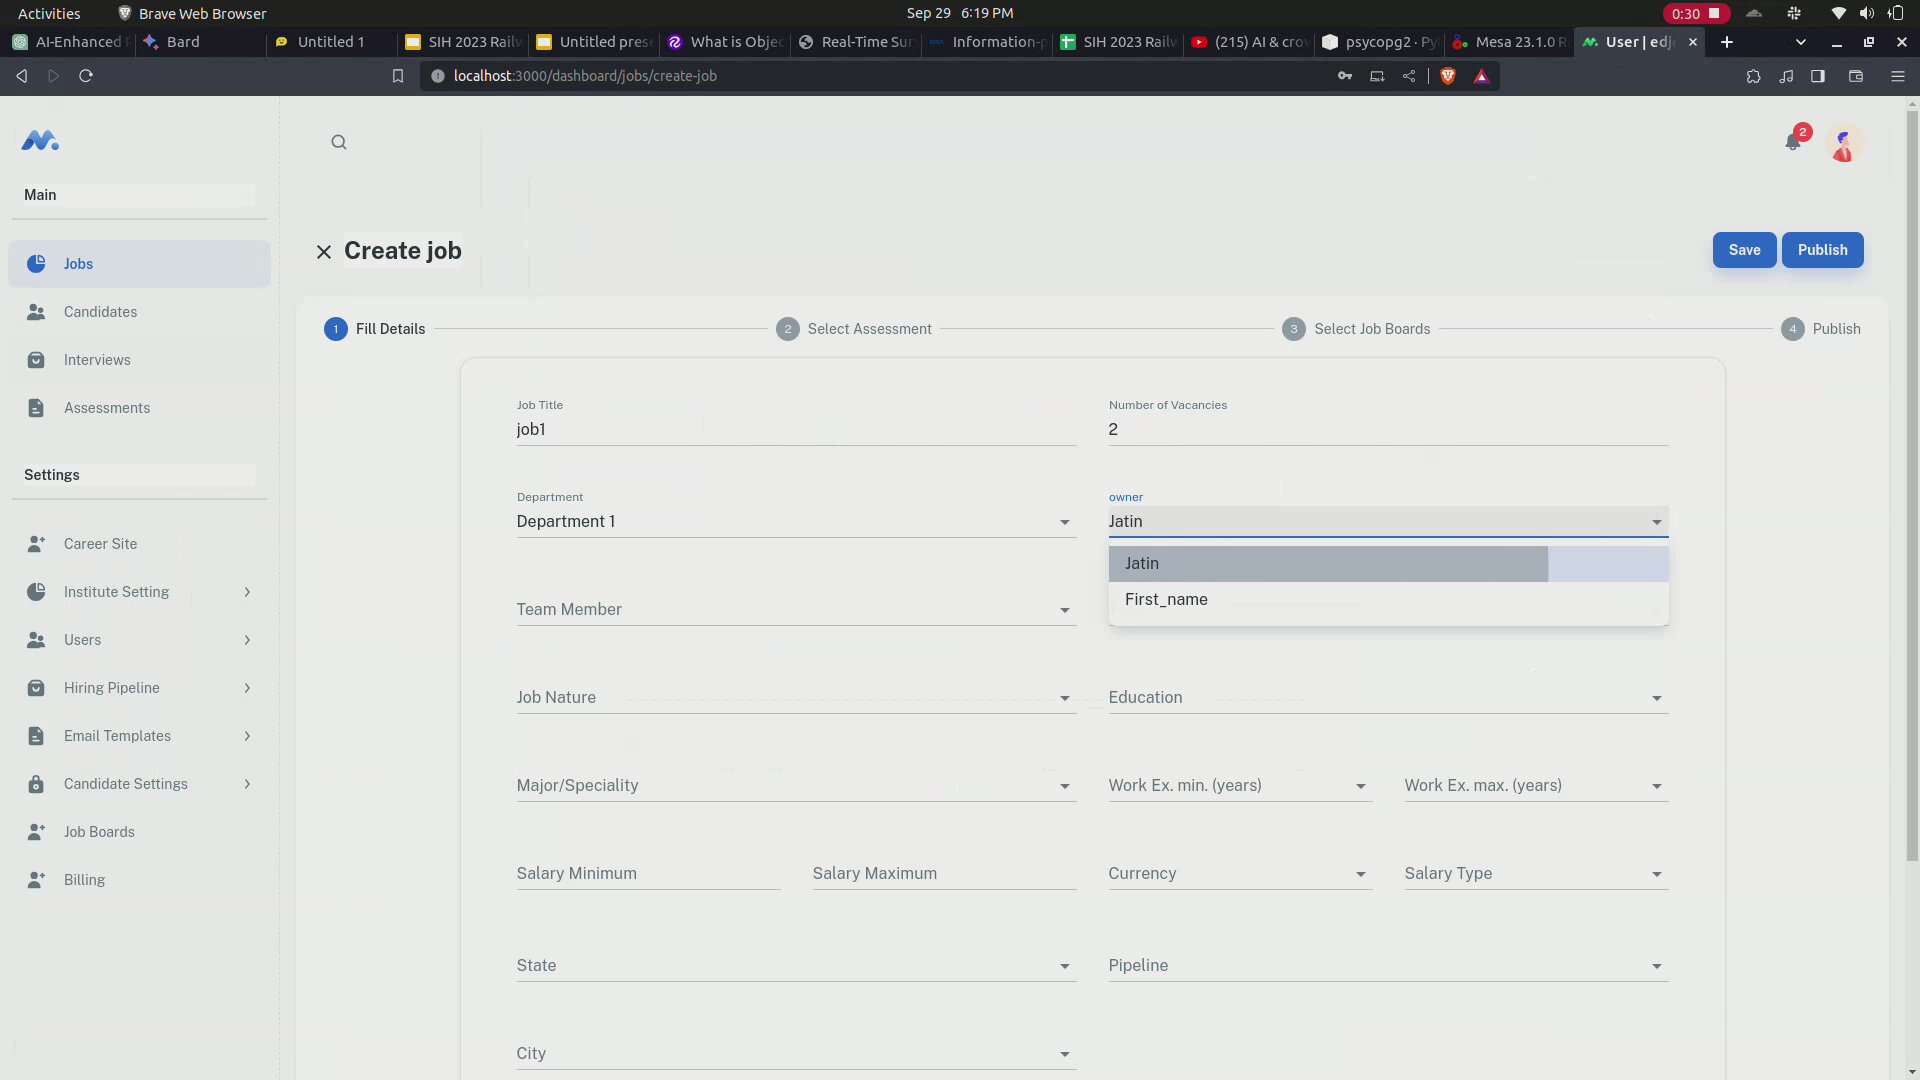 Activities
Brave Web Browser
Sep 29 6:19 PM
0:30
AI-Enhanced
Bard
Untitled 1
SIH 2023 Railw
Untitled prese
What is Objec
Real-Time Sur
Information-p
SIH 2023 Railw
(215) AI & crow
psycopg2 · Py
Mesa 23.1.0 R
User | edj
localhost:3000/dashboard/jobs/create-job
2
Main
Create job
Save
Publish
Jobs
Candidates
Interviews
Assessments
1
Fill Details
2
Select Assessment
3
Select Job Boards
4
Publish
Job Title
job1
Number of Vacancies
2
Settings
Department
Department 1
owner
Jatin
Jatin
First_name
Team Member
Career Site
Institute Setting
Users
Hiring Pipeline
Email Templates
Candidate Settings
Job Boards
Billing
Job Nature
Education
Major/Speciality
Work Ex. min. (years)
Work Ex. max. (years)
Salary Minimum
Salary Maximum
Currency
Salary Type
State
Pipeline
City